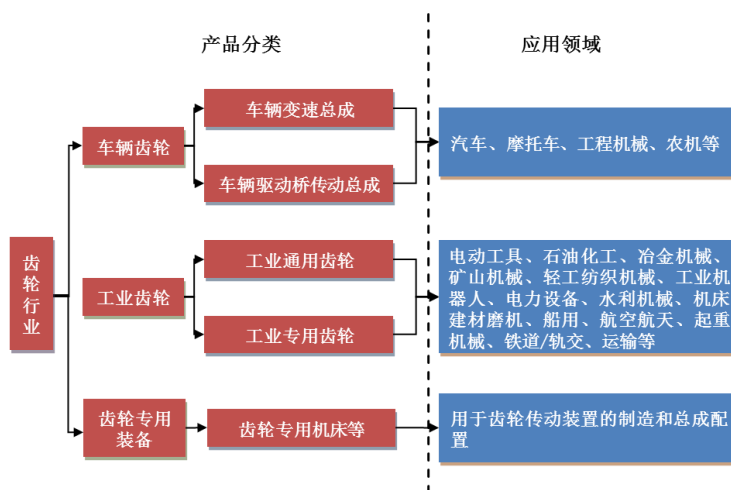 产品分类
应用领域
车辆变速总成
车辆齿轮
汽车、摩托车、工程机械、农机等
车辆驱动桥传动总成
齿
轮
行
业
工业通用齿轮
工业齿轮
工业专用齿轮
电动工具、石油化工、冶金机械、
矿山机械、轻工纺织机械、工业机
器人、电力设备、水利机械、机床
建材磨机、船用、航空航天、起重
机械、铁道/轨交、运输等
齿轮专用
装备
齿轮专用机床等
用于齿轮传动装置的制造和总成配
置